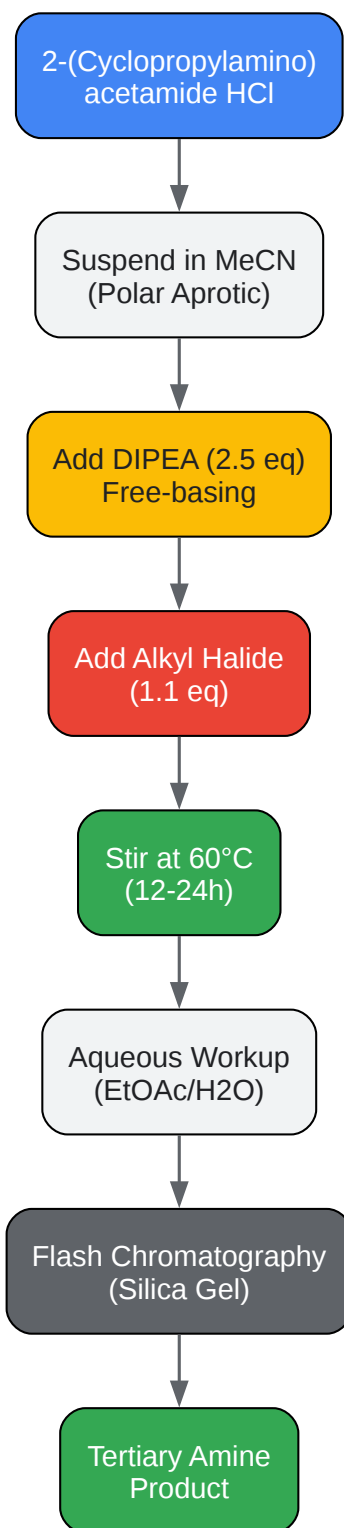 2-(Cyclopropylamino)
acetamide HCl
Suspend in MeCN
(Polar Aprotic)
Add DIPEA (2.5 eq)
Free-basing
Add Alkyl Halide
(1.1 eq)
Stir at 60°C
(12-24h)
Aqueous Workup
(EtOAc/H2O)
Flash Chromatography
(Silica Gel)
Tertiary Amine
Product